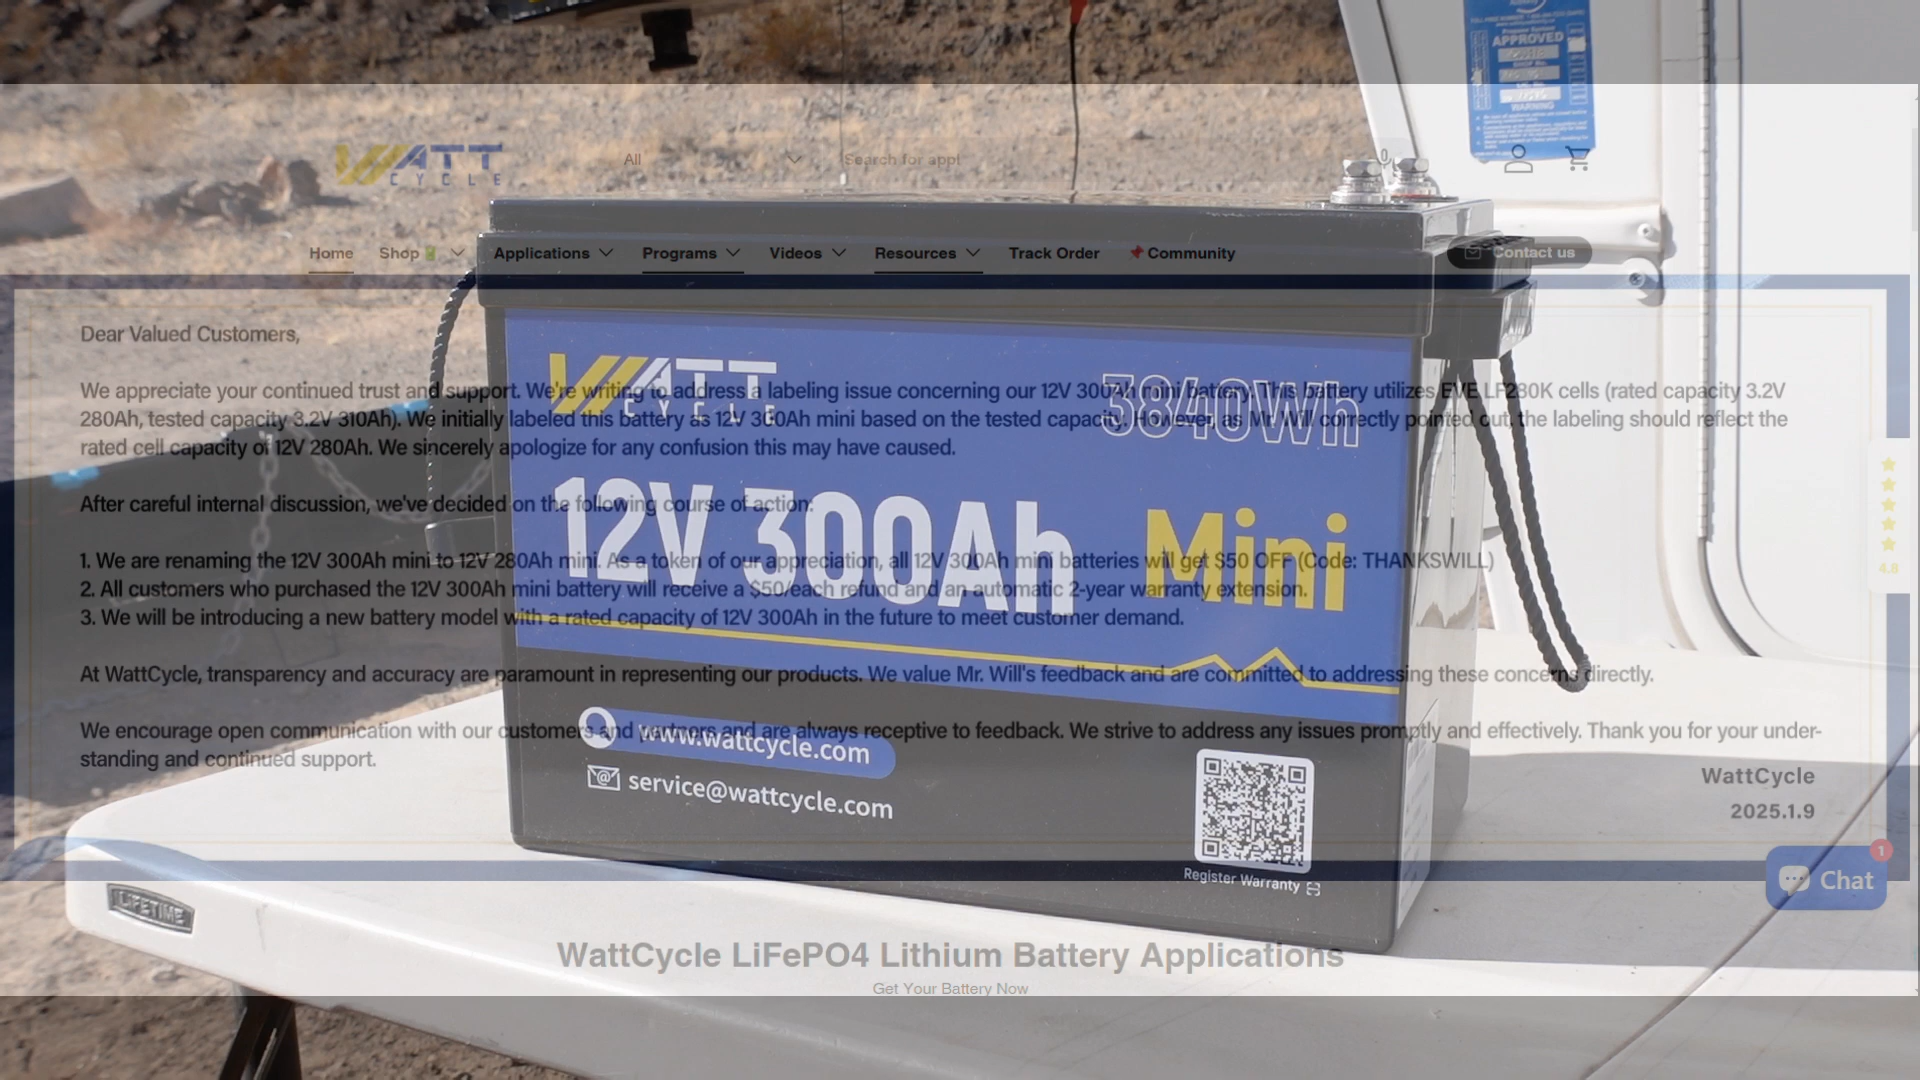 APPROVED
WARNING
WATT
CYCLE
All
Search for appl
0
Home Shop Applications Programs Videos Resources Track Order Community Contact us
Dear Valued Customers,
We appreciate your continued trust and support. We're writing to address a labeling issue concerning our 12V 300Ah mini battery. This battery utilizes EVE LF280K cells (rated capacity 3.2V
280Ah, tested capacity 3.2V 310Ah). We initially labeled this battery as 12V 300Ah mini based on the tested capacity. However, as Mr. Will correctly pointed out, the labeling should reflect the
rated cell capacity of 12V 280Ah. We sincerely apologize for any confusion this may have caused.
After careful internal discussion, we've decided on the following course of action:
1. We are renaming the 12V 300Ah mini to 12V 280Ah mini. As a token of our appreciation, all 12V 300Ah mini batteries will get $50 OFF (Code: THANKSWILL)
2. All customers who purchased the 12V 300Ah mini battery will receive a $50/each refund and an automatic 2-year warranty extension.
3. We will be introducing a new battery model with a rated capacity of 12V 300Ah in the future to meet customer demand.
At WattCycle, transparency and accuracy are paramount in representing our products. We value Mr. Will's feedback and are committed to addressing these concerns directly.
We encourage open communication with our customers and partners and are always receptive to feedback. We strive to address any issues promptly and effectively. Thank you for your under-
standing and continued support.
WattCycle
2025.1.9
WATT
CYCLE
3840Wh
12V 300Ah Mini
www.wattcycle.com
service@wattcycle.com
Register Warranty
4.8
1
Chat
LIFETIME
WattCycle LiFePO4 Lithium Battery Applications
Get Your Battery Now